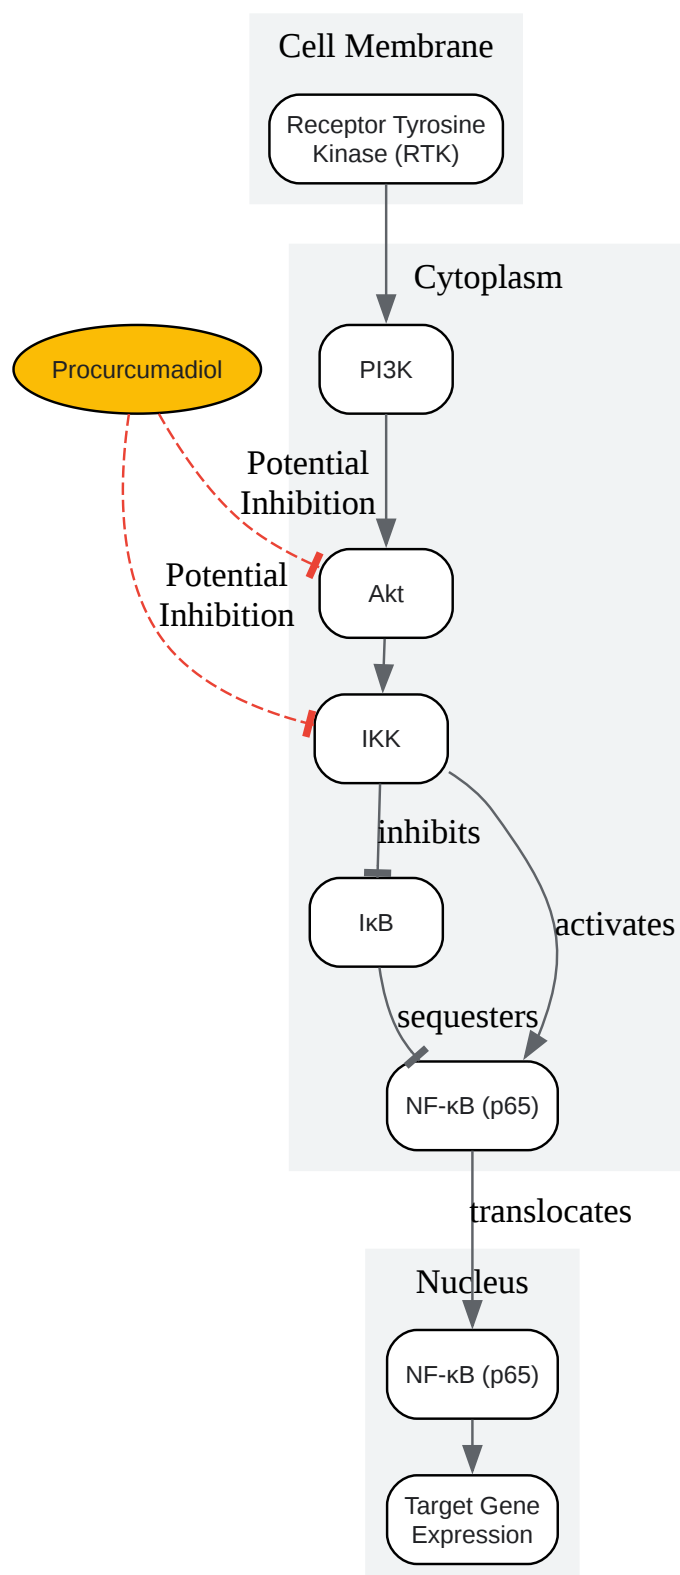 Cell Membrane
Receptor Tyrosine
Kinase (RTK)
Cytoplasm
Procurcumadiol
PI3K
Potential
Inhibition
Potential
Inhibition
Akt
IKK
inhibits
IκB
activates
sequesters
NF-κB (p65)
translocates
Nucleus
NF-κB (p65)
Target Gene
Expression